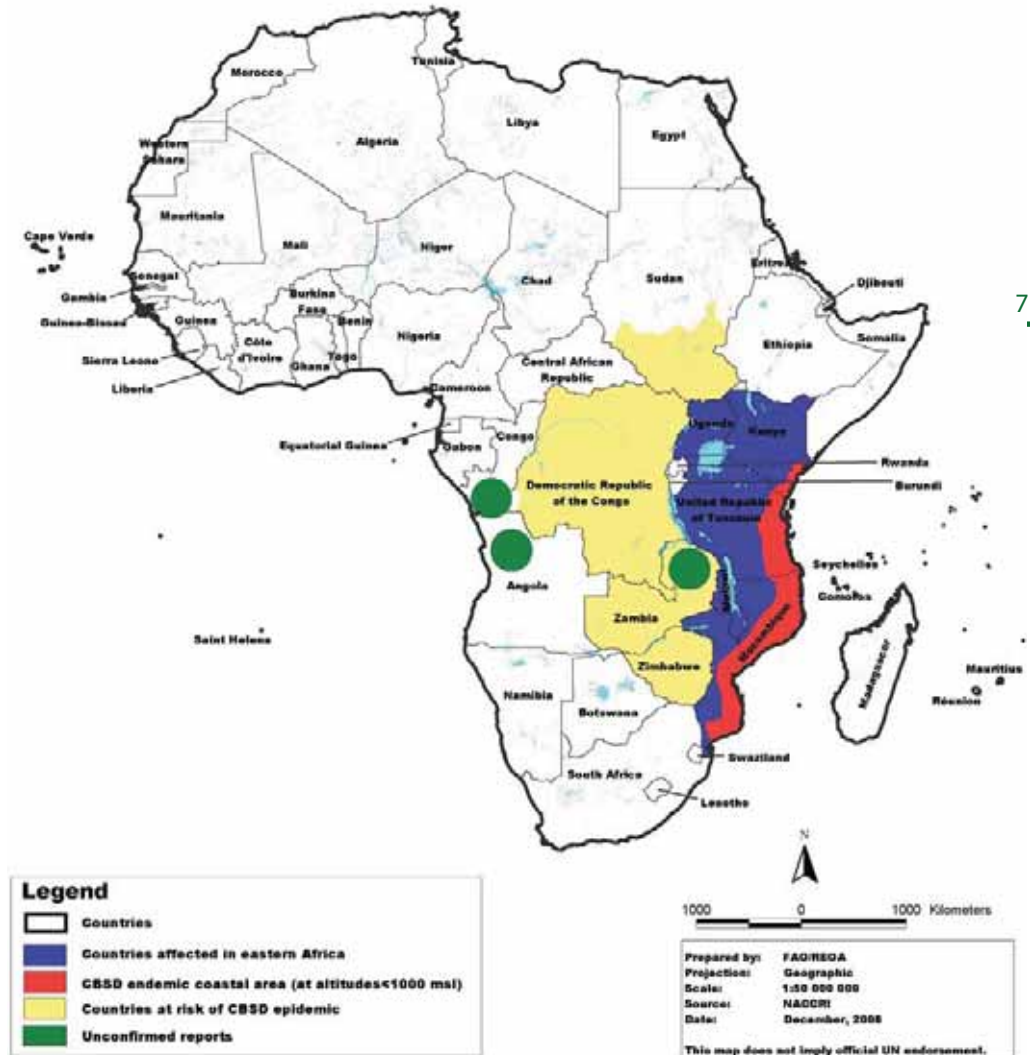 Morocco
Tunisia
Algeria
Libya
Egypt
Western
Sahara
Mauritania
Mali
Niger
Chad
Sudan
Eritrea
Djibouti
Cape Verde
Senegal
Gambia
Guinea-Bissau
Guinea
Sierra Leone
Liberia
Côte
d'Ivoire
Burkina
Faso
Ghana
Togo
Benin
Nigeria
Cameroon
Central African
Republic
Ethiopia
Somalia
7
Equatorial Guinea
Gabon
Congo
Democratic Republic
of the Congo
Uganda
Kenya
Rwanda
Burundi
United Republic
of Tanzania
Seychelles
Comoros
Angola
Zambia
Malawi
Mozambique
Zimbabwe
Saint Helena
Namibia
Botswana
Madagascar
Mauritius
Réunion
Swaziland
South Africa
Lesotho
N
1000 0 1000 Kilometers
Legend
Countries
Countries affected in eastern Africa
CBSD endemic coastal area (at altitudes<1000 msl)
Countries at risk of CBSD epidemic
Unconfirmed reports
Prepared by: FAO/REOA
Projection: Geographic
Scale: 1:50 000 000
Source: NACCRI
Date: December, 2008
This map does not imply official UN endorsement.